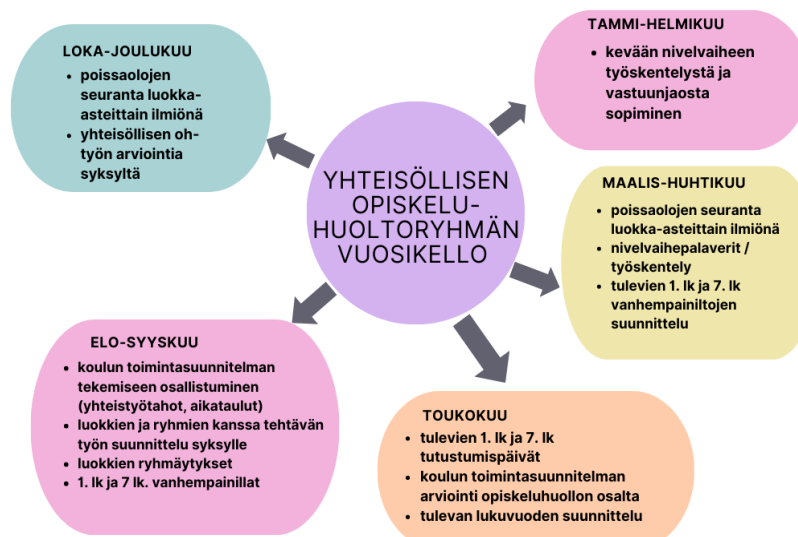 YHTEISÖLLISEN
OPISKELU-
HUOLTORYHMÄN
VUOSIKELLO
TAMMI-HELMIKUU
• kevään nivelvaiheen
työskentelystä ja
vastuunjaosta
sopiminen
MAALIS-HUHTIKUU
• poissaolojen seuranta
luokka-asteittain ilmiönä
• nivelvaihepalaverit /
työskentely
• tulevien 1. lk ja 7. lk
vanhempainiltojen
suunnittelu
TOUKOKUU
• tulevien 1. lk ja 7. lk
tutustumispäivät
• koulun toimintasuunnitelman
arviointi opiskeluhuollon osalta
• tulevan lukuvuoden suunnittelu
ELO-SYYSKUU
• koulun toimintasuunnitelman
tekemiseen osallistuminen
(yhteistyötahot, aikataulut)
• luokkien ja ryhmien kanssa tehtävän
työn suunnittelu syksylle
• luokkien ryhmäytykset
• 1. lk ja 7 lk. vanhempainillat
LOKA-JOULUKUU
• poissaolojen
seuranta luokka-
asteittain ilmiönä
• yhteisöllisen oh-
työn arviointia
syksyltä